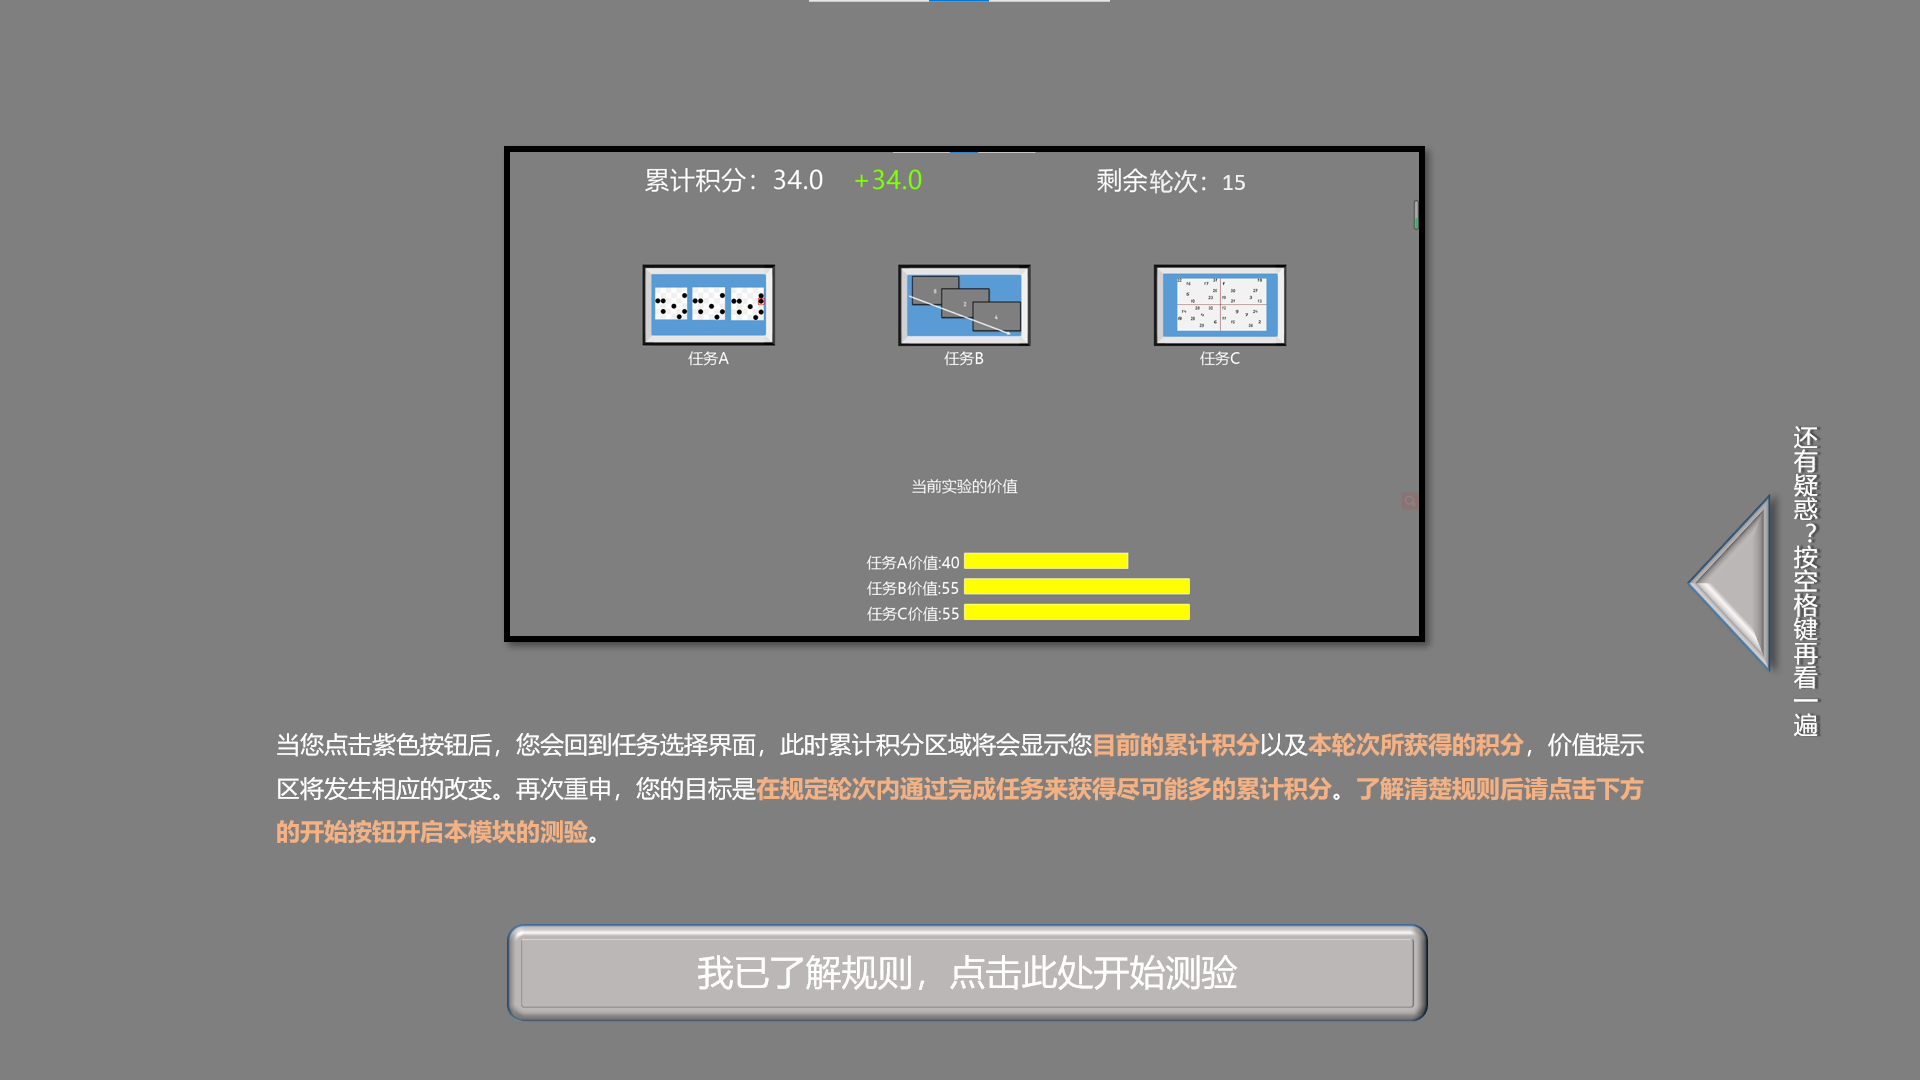 累计积分：34.0 +34.0 剩余轮次：15
任务A 任务B 任务C
当前实验的价值
任务A价值:40
任务B价值:55
任务C价值:55
还有疑惑？按空格键再看一遍
当您点击紫色按钮后，您会回到任务选择界面，此时累计积分区域将会显示您目前的累计积分以及本轮次所获得的积分，价值提示
区将发生相应的改变。再次重申，您的目标是在规定轮次内通过完成任务来获得尽可能多的累计积分。了解清楚规则后请点击下方
的开始按钮开启本模块的测验。
我已了解规则，点击此处开始测验